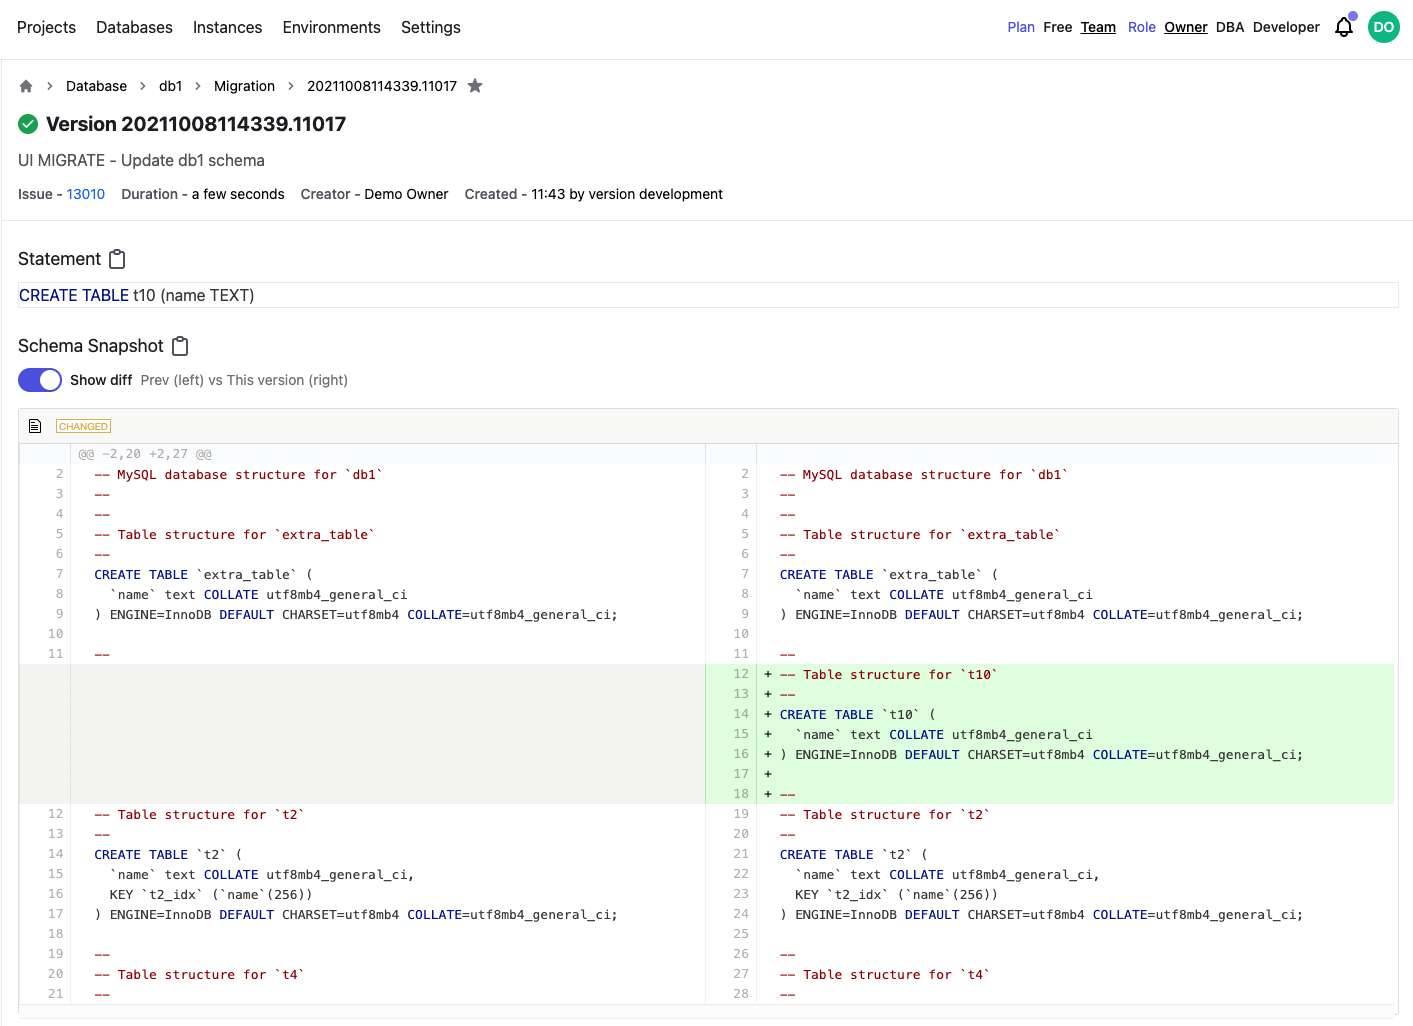 Projects Databases Instances Environments Settings Plan Free Team Role Owner DBA Developer DO
Database > db1 > Migration > 20211008114339.11017
Version 20211008114339.11017
UI MIGRATE - Update db1 schema
Issue - 13010 Duration - a few seconds Creator - Demo Owner Created - 11:43 by version development
Statement
CREATE TABLE t10 (name TEXT)
Schema Snapshot
Show diff Prev (left) vs This version (right)
CHANGED
@@ -2,20 +2,27 @@
2 -- MySQL database structure for `db1` 2 -- MySQL database structure for `db1`
3 -- 3 --
4 -- 4 --
5 -- Table structure for `extra_table` 5 -- Table structure for `extra_table`
6 -- 6 --
7 CREATE TABLE `extra_table` ( 7 CREATE TABLE `extra_table` (
8 `name` text COLLATE utf8mb4_general_ci 8 `name` text COLLATE utf8mb4_general_ci
9 ) ENGINE=InnoDB DEFAULT CHARSET=utf8mb4 COLLATE=utf8mb4_general_ci; 9 ) ENGINE=InnoDB DEFAULT CHARSET=utf8mb4 COLLATE=utf8mb4_general_ci;
10 10
11 -- 11 --
12 + -- Table structure for `t10`
13 + --
14 + CREATE TABLE `t10` (
15 + `name` text COLLATE utf8mb4_general_ci
16 + ) ENGINE=InnoDB DEFAULT CHARSET=utf8mb4 COLLATE=utf8mb4_general_ci;
17 +
18 + --
12 -- Table structure for `t2` 19 -- Table structure for `t2`
13 -- 20 --
14 CREATE TABLE `t2` ( 21 CREATE TABLE `t2` (
15 `name` text COLLATE utf8mb4_general_ci, 22 `name` text COLLATE utf8mb4_general_ci,
16 KEY `t2_idx` (`name`(256)) 23 KEY `t2_idx` (`name`(256))
17 ) ENGINE=InnoDB DEFAULT CHARSET=utf8mb4 COLLATE=utf8mb4_general_ci; 24 ) ENGINE=InnoDB DEFAULT CHARSET=utf8mb4 COLLATE=utf8mb4_general_ci;
18 25
19 -- 26 --
20 -- Table structure for `t4` 27 -- Table structure for `t4`
21 -- 28 --